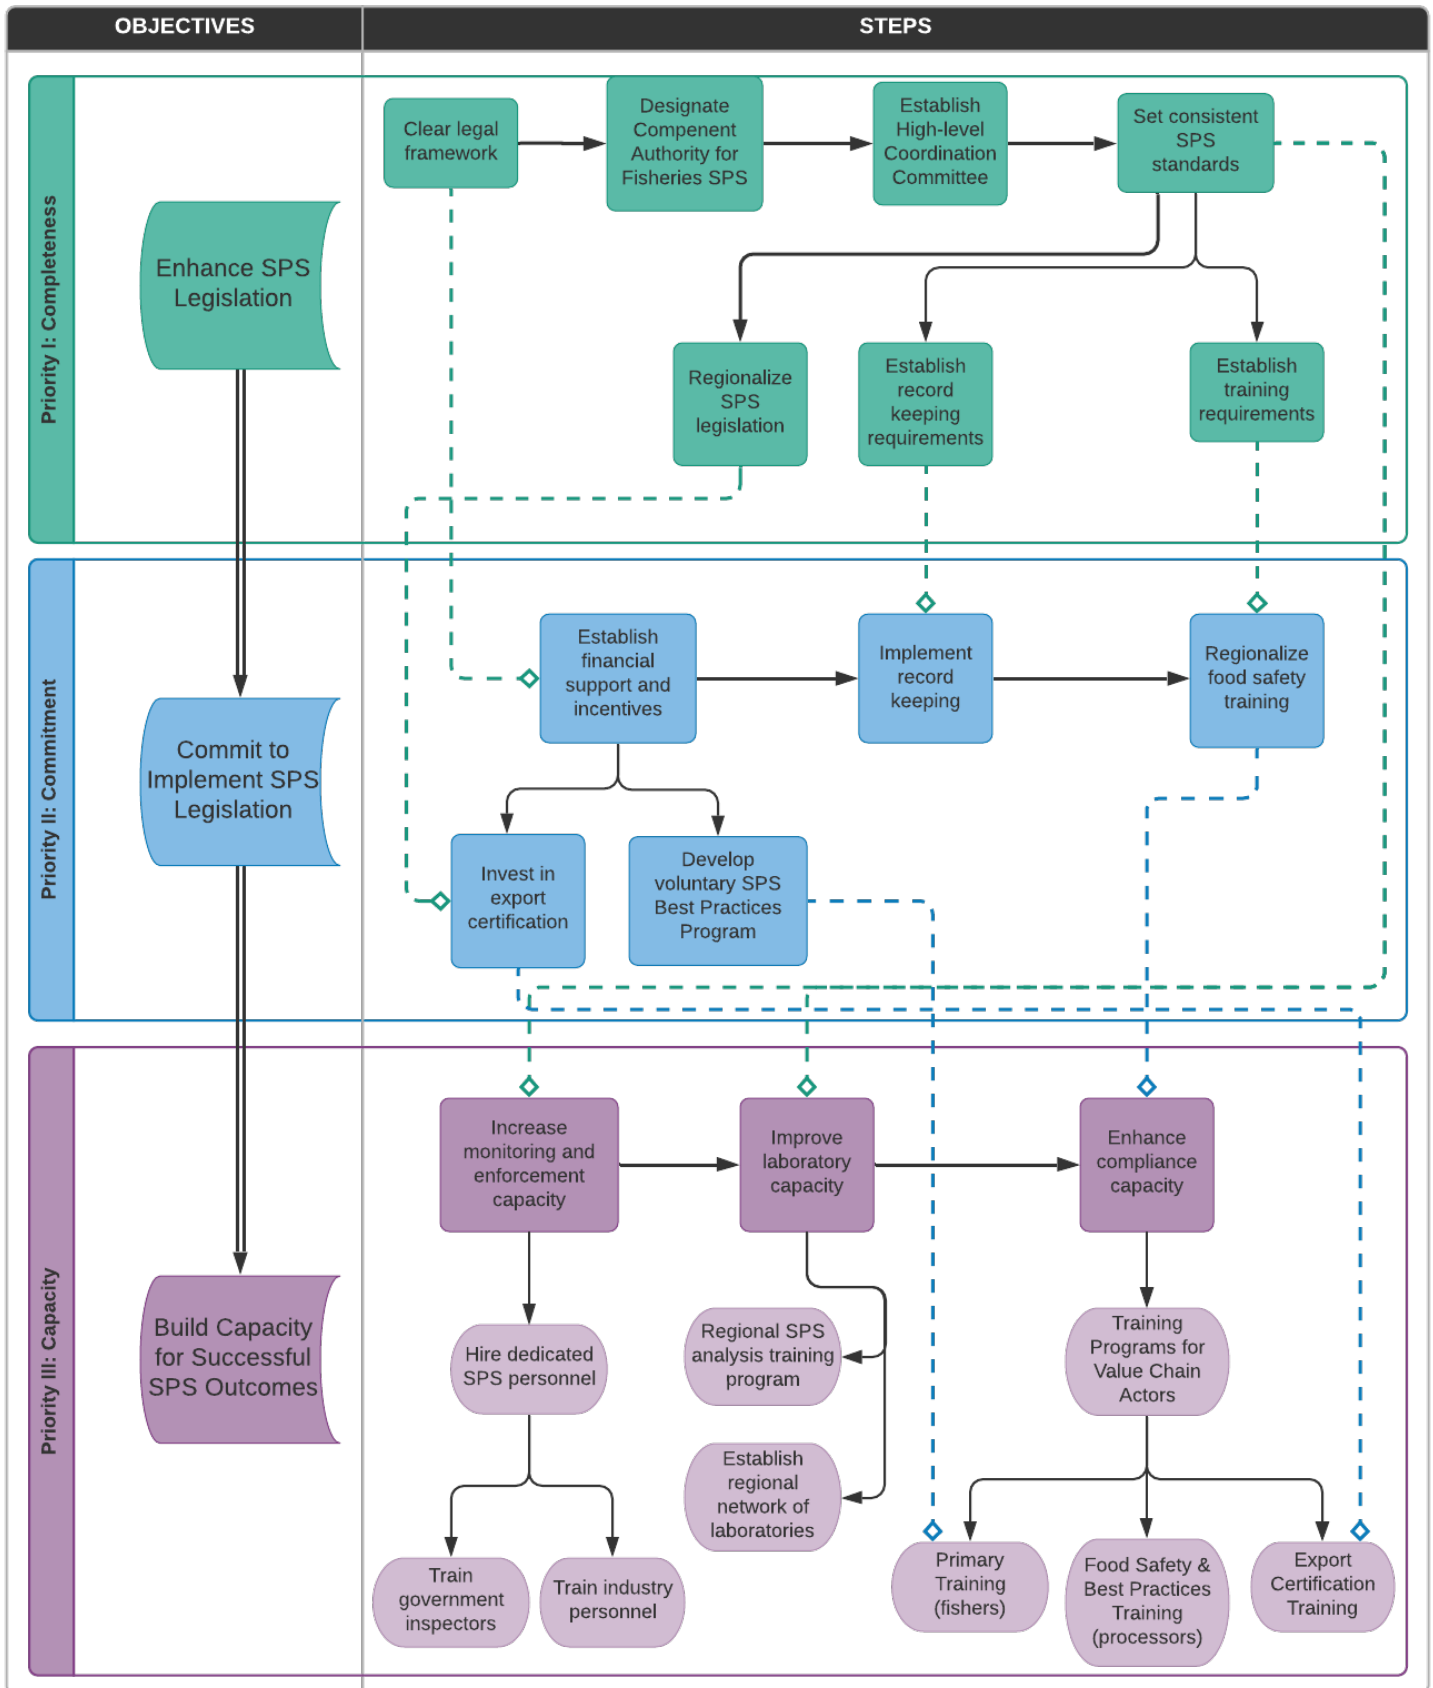 OBJECTIVES
STEPS
Priority I: Completeness
Enhance SPS
Legislation
Clear legal
framework
Designate
Compenent
Authority for
Fisheries SPS
Establish
High-level
Coordination
Committee
Set consistent
SPS
standards
Regionalize
SPS
legislation
Establish
record
keeping
requirements
Establish
training
requirements
Priority II: Commitment
Commit to
Implement SPS
Legislation
Establish
financial
support and
incentives
Implement
record
keeping
Regionalize
food safety
training
Invest in
export
certification
Develop
voluntary SPS
Best Practices
Program
Priority III: Capacity
Build Capacity
for Successful
SPS Outcomes
Increase
monitoring and
enforcement
capacity
Improve
laboratory
capacity
Enhance
compliance
capacity
Hire dedicated
SPS personnel
Regional SPS
analysis training
program
Training
Programs for
Value Chain
Actors
Establish
regional
network of
laboratories
Train
government
inspectors
Train industry
personnel
Primary
Training
(fishers)
Food Safety &
Best Practices
Training
(processors)
Export
Certification
Training